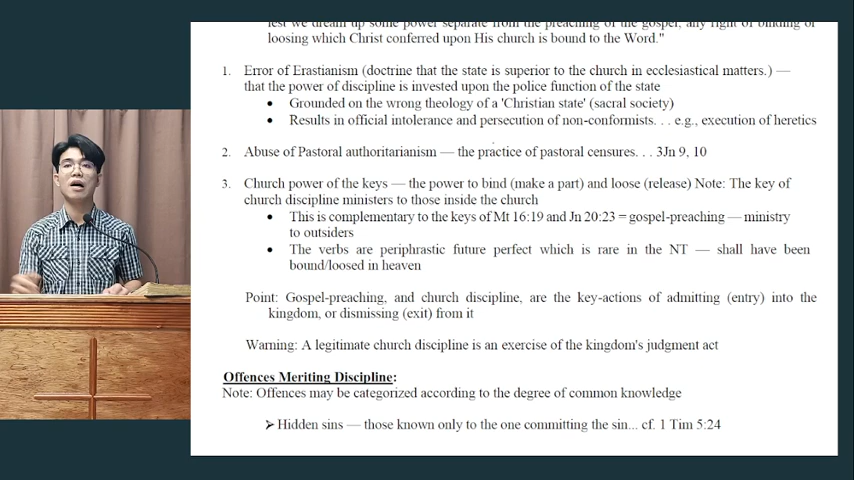 lest we dream up some power separate from the preaching of the gospel, any right of binding or
loosing which Christ conferred upon His church is bound to the Word."
1. Error of Erastianism (doctrine that the state is superior to the church in ecclesiastical matters.) —
that the power of discipline is invested upon the police function of the state
• Grounded on the wrong theology of a 'Christian state' (sacral society)
• Results in official intolerance and persecution of non-conformists. . . e.g., execution of heretics
2. Abuse of Pastoral authoritarianism — the practice of pastoral censures. . . 3Jn 9, 10
3. Church power of the keys — the power to bind (make a part) and loose (release) Note: The key of
church discipline ministers to those inside the church
• This is complementary to the keys of Mt 16:19 and Jn 20:23 = gospel-preaching — ministry
to outsiders
• The verbs are periphrastic future perfect which is rare in the NT — shall have been
bound/loosed in heaven
Point: Gospel-preaching, and church discipline, are the key-actions of admitting (entry) into the
kingdom, or dismissing (exit) from it
Warning: A legitimate church discipline is an exercise of the kingdom's judgment act
Offences Meriting Discipline:
Note: Offences may be categorized according to the degree of common knowledge
➤ Hidden sins — those known only to the one committing the sin... cf. 1 Tim 5:24